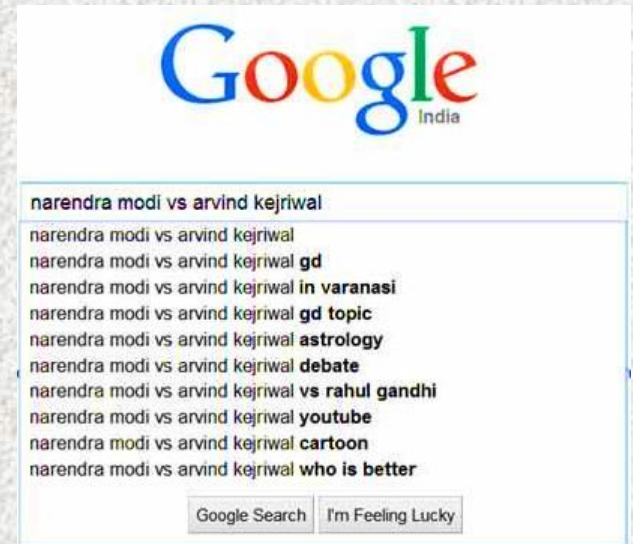 Google
India
narendra modi vs arvind kejriwal
narendra modi vs arvind kejriwal
narendra modi vs arvind kejriwal gd
narendra modi vs arvind kejriwal in varanasi
narendra modi vs arvind kejriwal gd topic
narendra modi vs arvind kejriwal astrology
narendra modi vs arvind kejriwal debate
narendra modi vs arvind kejriwal vs rahul gandhi
narendra modi vs arvind kejriwal youtube
narendra modi vs arvind kejriwal cartoon
narendra modi vs arvind kejriwal who is better
Google Search I'm Feeling Lucky